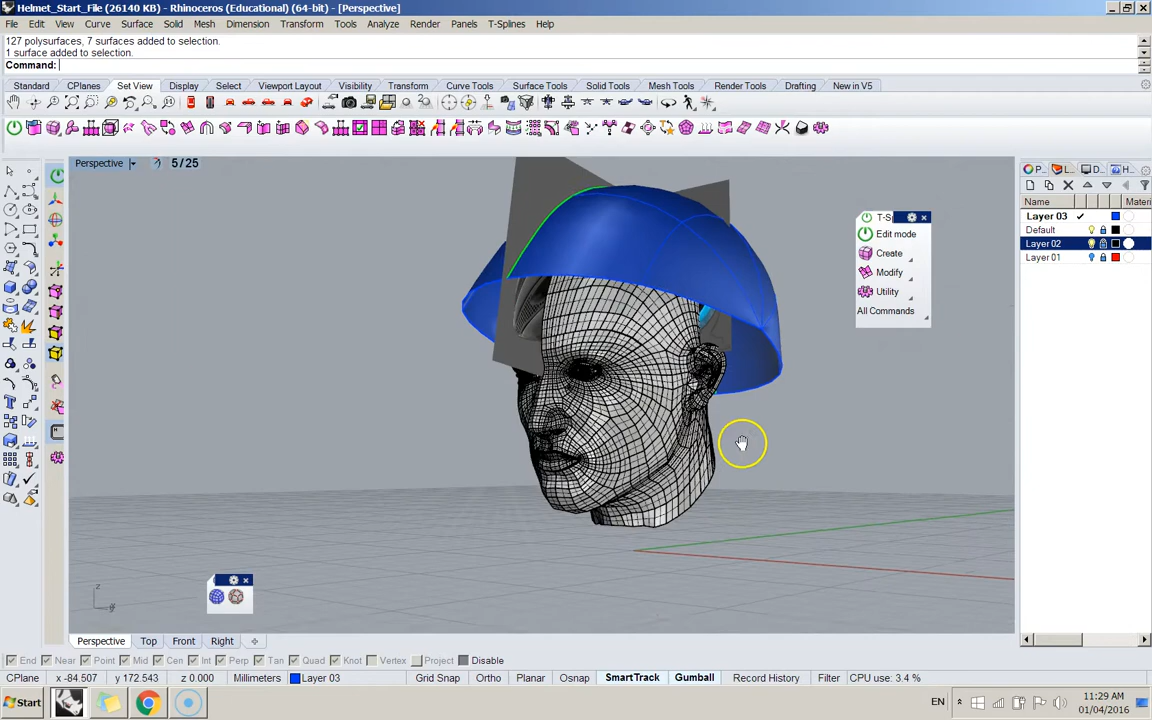 Helmet_Start_File (26140 KB) - Rhinoceros (Educational) (64-bit) - [Perspective]
File Edit View Curve Surface Solid Mesh Dimension Transform Tools Analyze Render Panels T-Splines Help
127 polysurfaces, 7 surfaces added to selection.
1 surface added to selection.
Command:
Standard CPlanes Set View Display Select Viewport Layout Visibility Transform Curve Tools Surface Tools Solid Tools Mesh Tools Render Tools Drafting New in V5
Perspective 5/25
P... L... D... H...
Name Materi
Layer 03
Default
Layer 02
Layer 01
T-S
Edit mode
Create
Modify
Utility
All Commands
z
Perspective Top Front Right
End Near Point Mid Cen Int Perp Tan Quad Knot Vertex Project Disable
CPlane x -84.507 y 172.543 z 0.000 Millimeters Layer 03 Grid Snap Ortho Planar Osnap SmartTrack Gumball Record History Filter CPU use: 3.4 %
Start EN 11:29 AM
01/04/2016